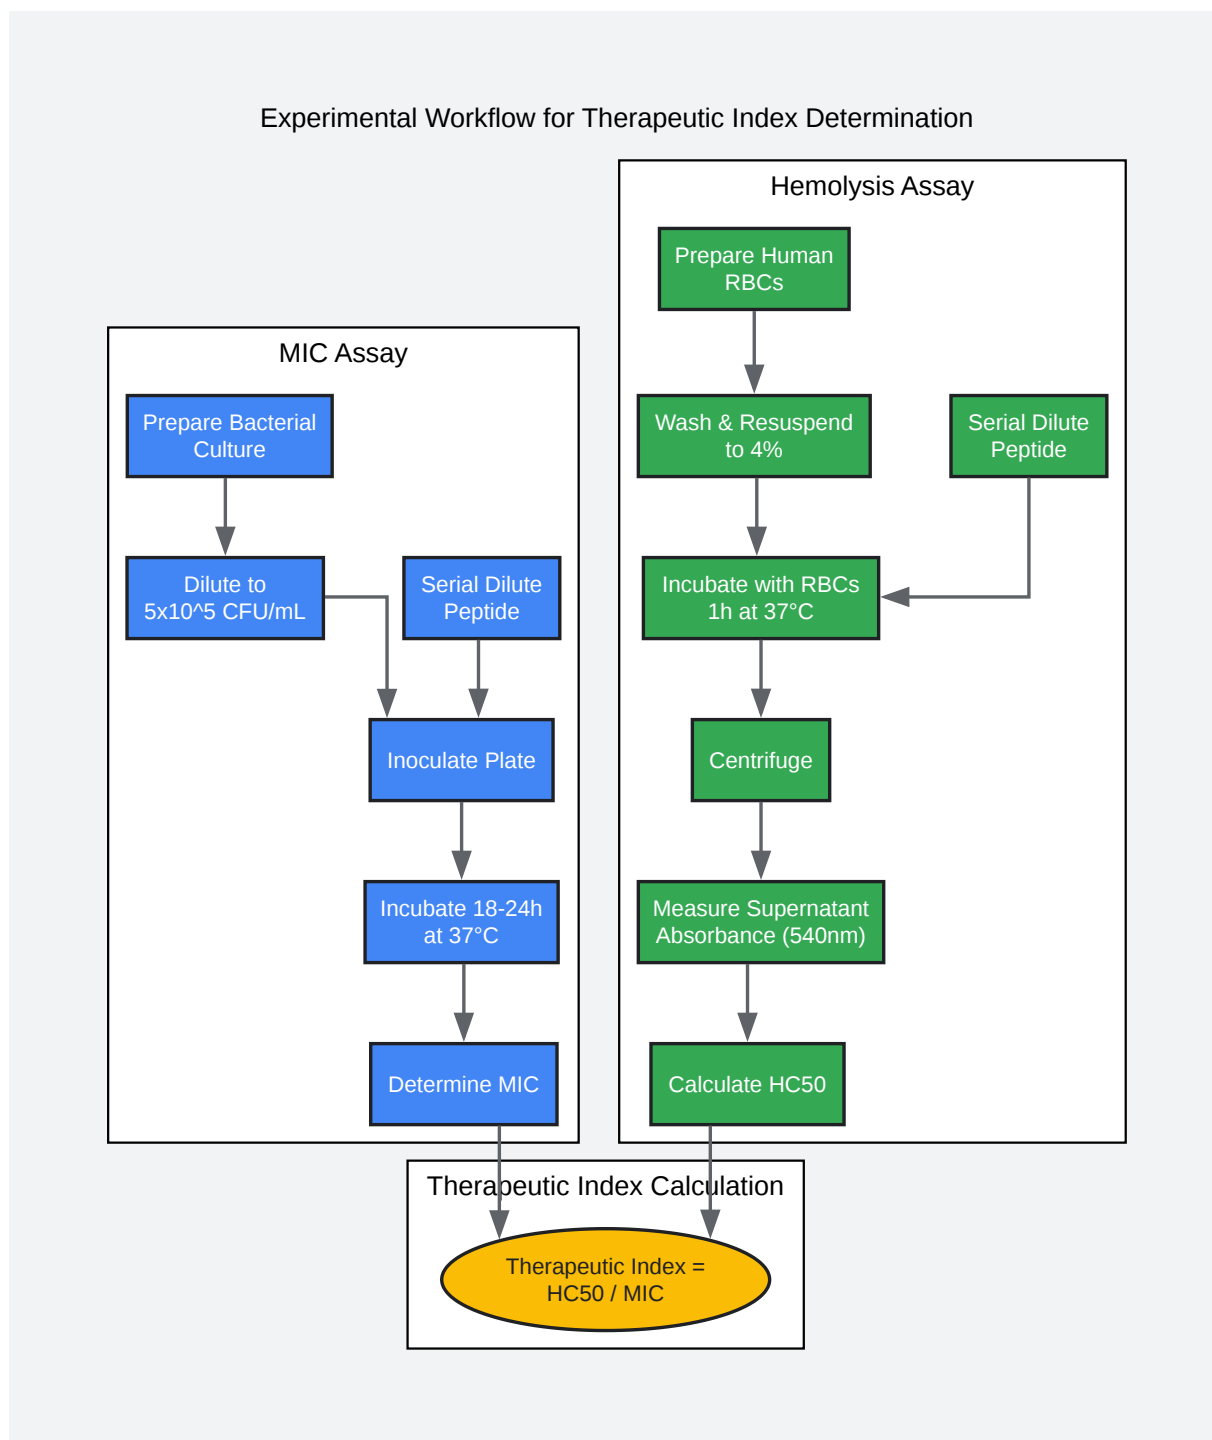 Experimental Workflow for Therapeutic Index Determination
MIC Assay
Prepare Bacterial
Culture
Dilute to
5x10^5 CFU/mL
Serial Dilute
Peptide
Inoculate Plate
Incubate 18-24h
at 37°C
Determine MIC
Hemolysis Assay
Prepare Human
RBCs
Wash & Resuspend
to 4%
Serial Dilute
Peptide
Incubate with RBCs
1h at 37°C
Centrifuge
Measure Supernatant
Absorbance (540nm)
Calculate HC50
Therapeutic Index Calculation
Therapeutic Index =
HC50 / MIC